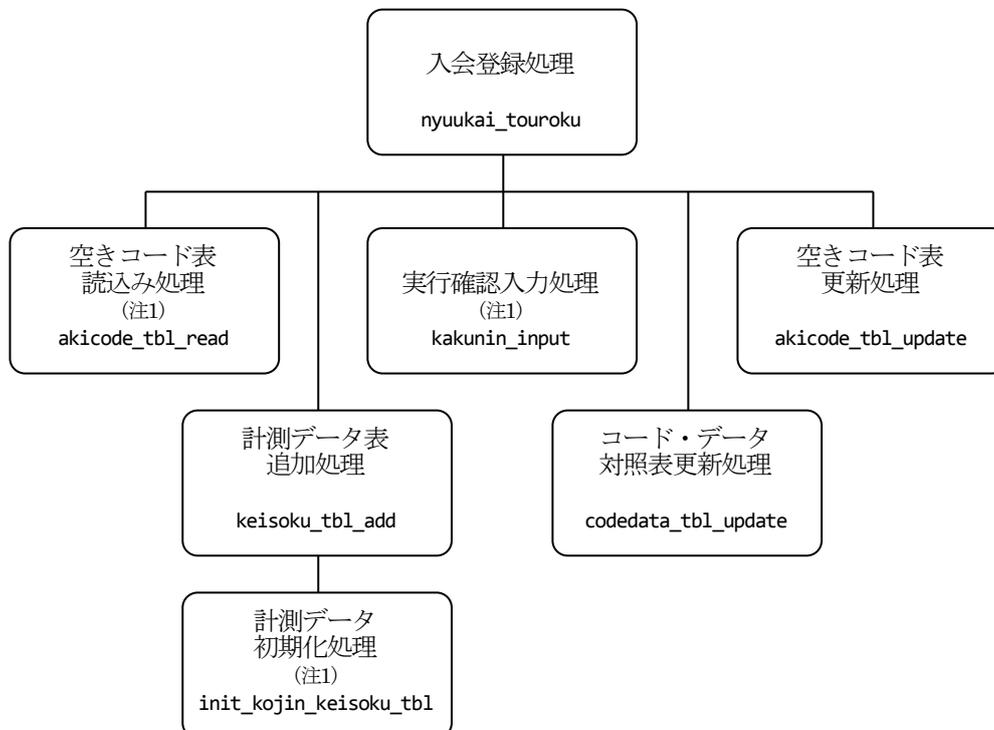 入会登録処理
nyuukai_touroku
空きコード表
読込み処理
（注1）
akicode_tbl_read
実行確認入力処理
（注1）
kakunin_input
空きコード表
更新処理
akicode_tbl_update
計測データ表
追加処理
keisoku_tbl_add
コード・データ
対照表更新処理
codedata_tbl_update
計測データ
初期化処理
（注1）
init_kojin_keisoku_tbl